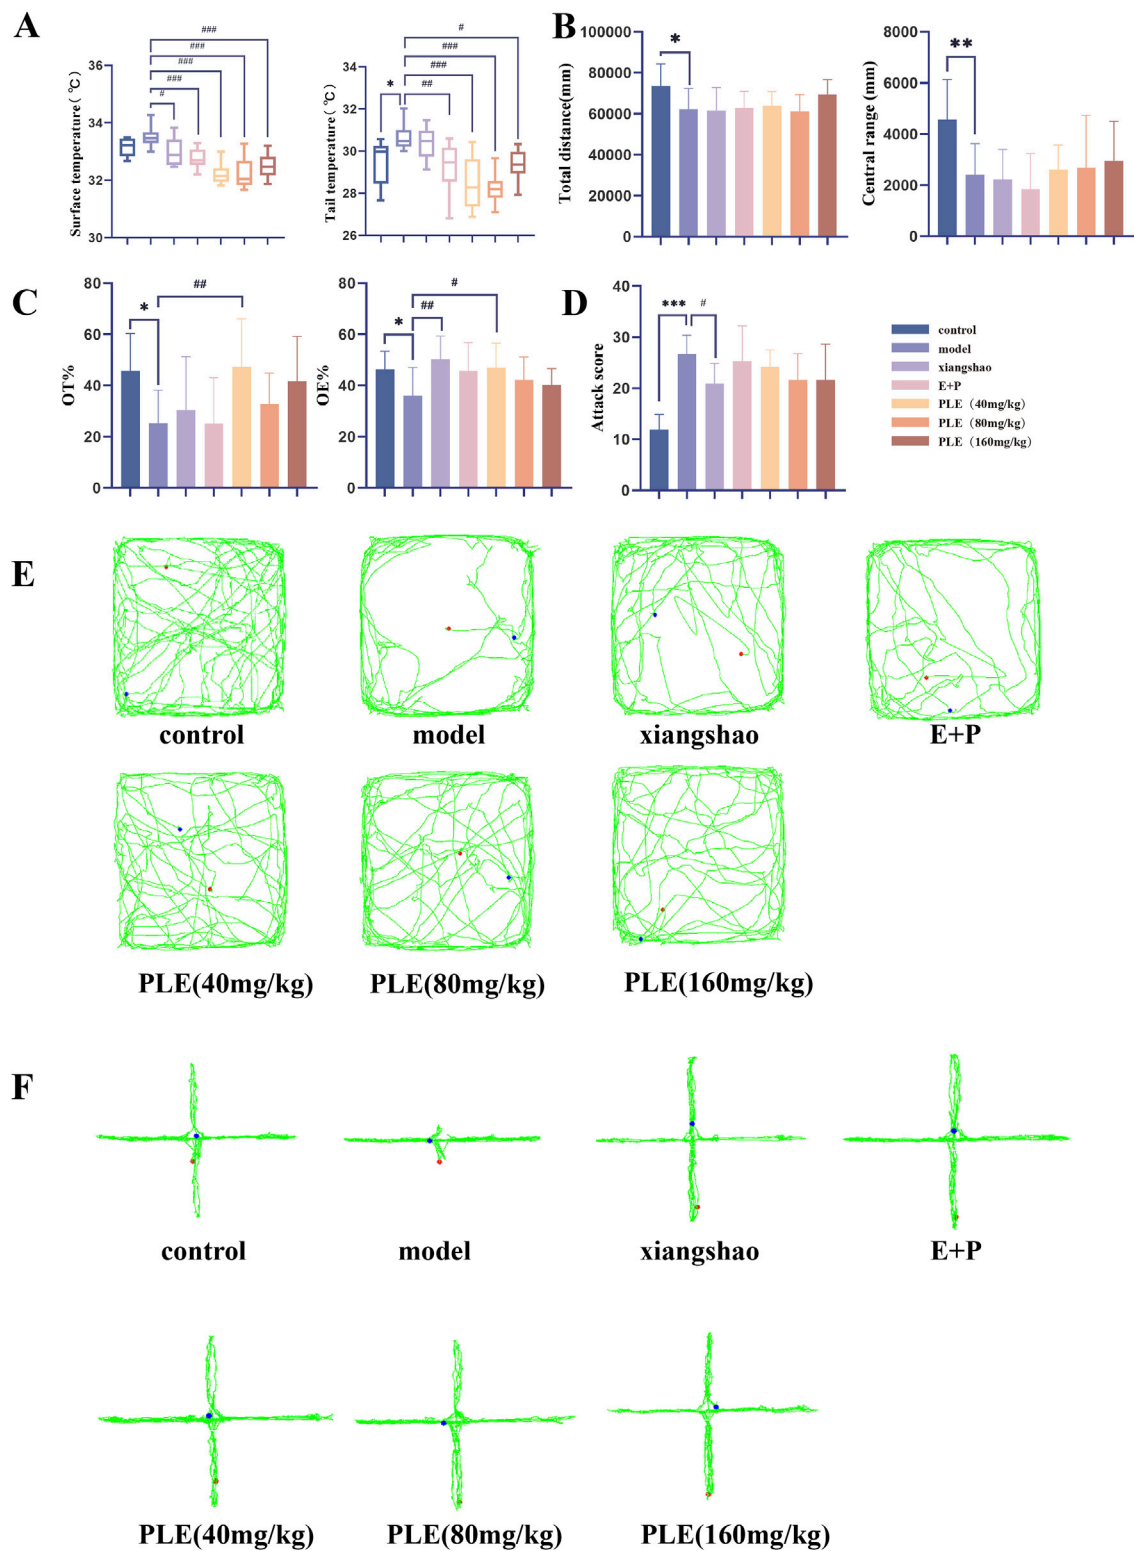 A
Surface temperature( °C)
34
32
30
#
###
###
###
###
Tail temperature( °C)
34
32
30
28
26
*
##
###
###
#
B
Total distance(mm)
100000
80000
60000
40000
20000
0
*
Central range (mm)
8000
6000
4000
2000
0
**
C
OT%
80
60
40
20
0
*
##
OE%
80
60
40
20
0
*
##
#
D
Attack score
40
30
20
10
0
***
#
control
model
xiangshao
E+P
PLE（40mg/kg）
PLE（80mg/kg）
PLE（160mg/kg）
E
control
model
xiangshao
E+P
PLE(40mg/kg)
PLE(80mg/kg)
PLE(160mg/kg)
F
control
model
xiangshao
E+P
PLE(40mg/kg)
PLE(80mg/kg)
PLE(160mg/kg)